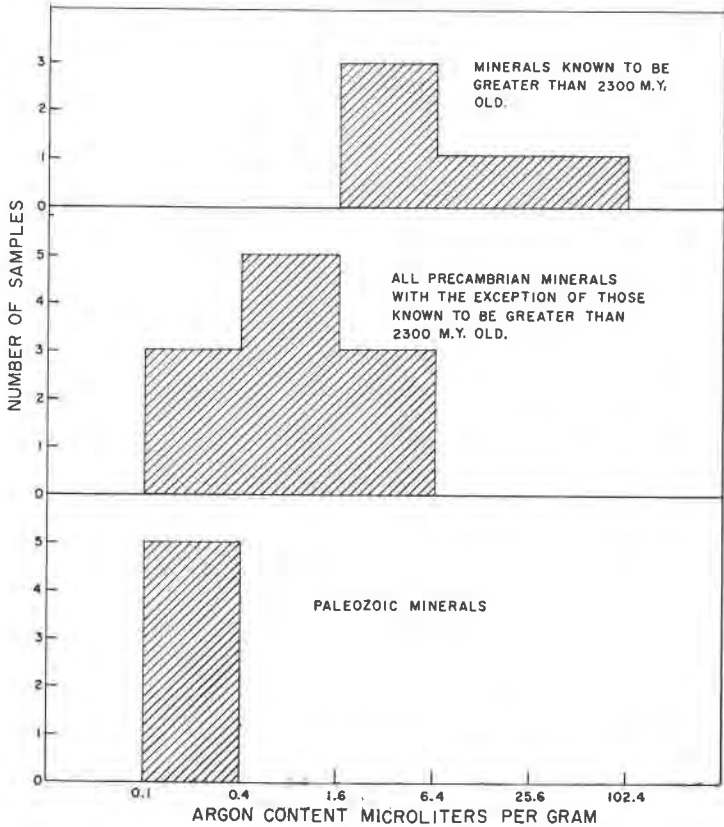 3
2
1
0
MINERALS KNOWN TO BE
GREATER THAN 2300 M.Y.
OLD.
NUMBER OF SAMPLES
5
4
3
2
1
0
ALL PRECAMBRIAN MINERALS
WITH THE EXCEPTION OF THOSE
KNOWN TO BE GREATER THAN
2300 M.Y. OLD.
5
4
3
2
1
0
PALEOZOIC MINERALS
0.1 0.4 1.6 6.4 25.6 102.4
ARGON CONTENT MICROLITERS PER GRAM